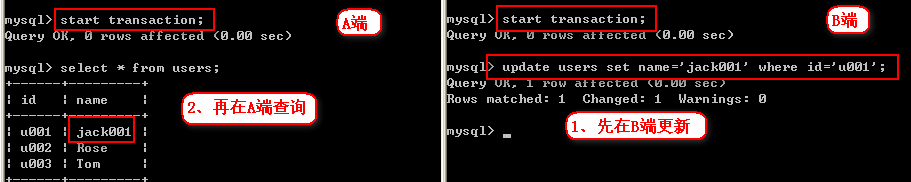 mysql> start transaction;
Query OK, 0 rows affected (0.00 sec)
A端
mysql> select * from users;
+------+---------+
| id | name |
+------+---------+
| u001 | jack001 |
| u002 | Rose |
| u003 | Tom |
+------+---------+
2、再在A端查询
mysql> start transaction;
Query OK, 0 rows affected (0.00 sec)
B端
mysql> update users set name='jack001' where id='u001';
Query OK, 1 row affected (0.00 sec)
Rows matched: 1 Changed: 1 Warnings: 0
mysql> _
1、先在B端更新